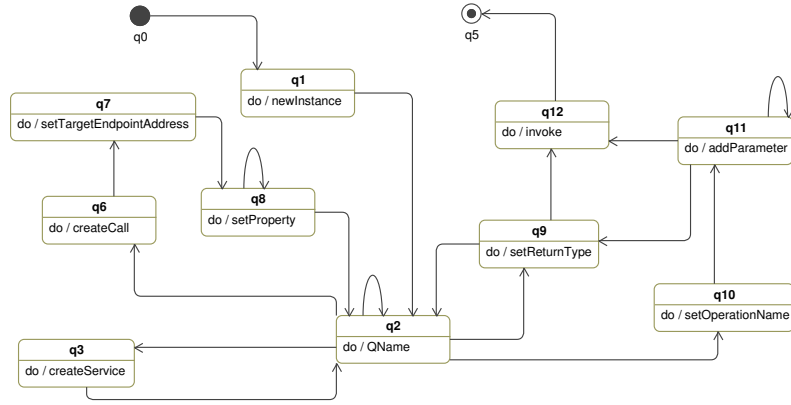 q0
q5
q1
do / newInstance
q7
do / setTargetEndpointAddress
q12
do / invoke
q11
do / addParameter
q8
do / setProperty
q6
do / createCall
q9
do / setReturnType
q10
do / setOperationName
q2
do / QName
q3
do / createService